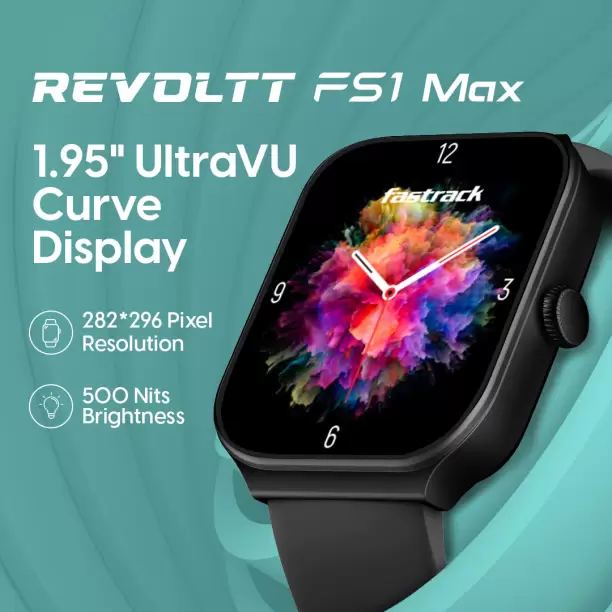 REVOLTT FS1 Max
1.95" UltraVU
Curve
Display
282*296 Pixel
Resolution
500 Nits
Brightness
12
fastrack
9
3
6